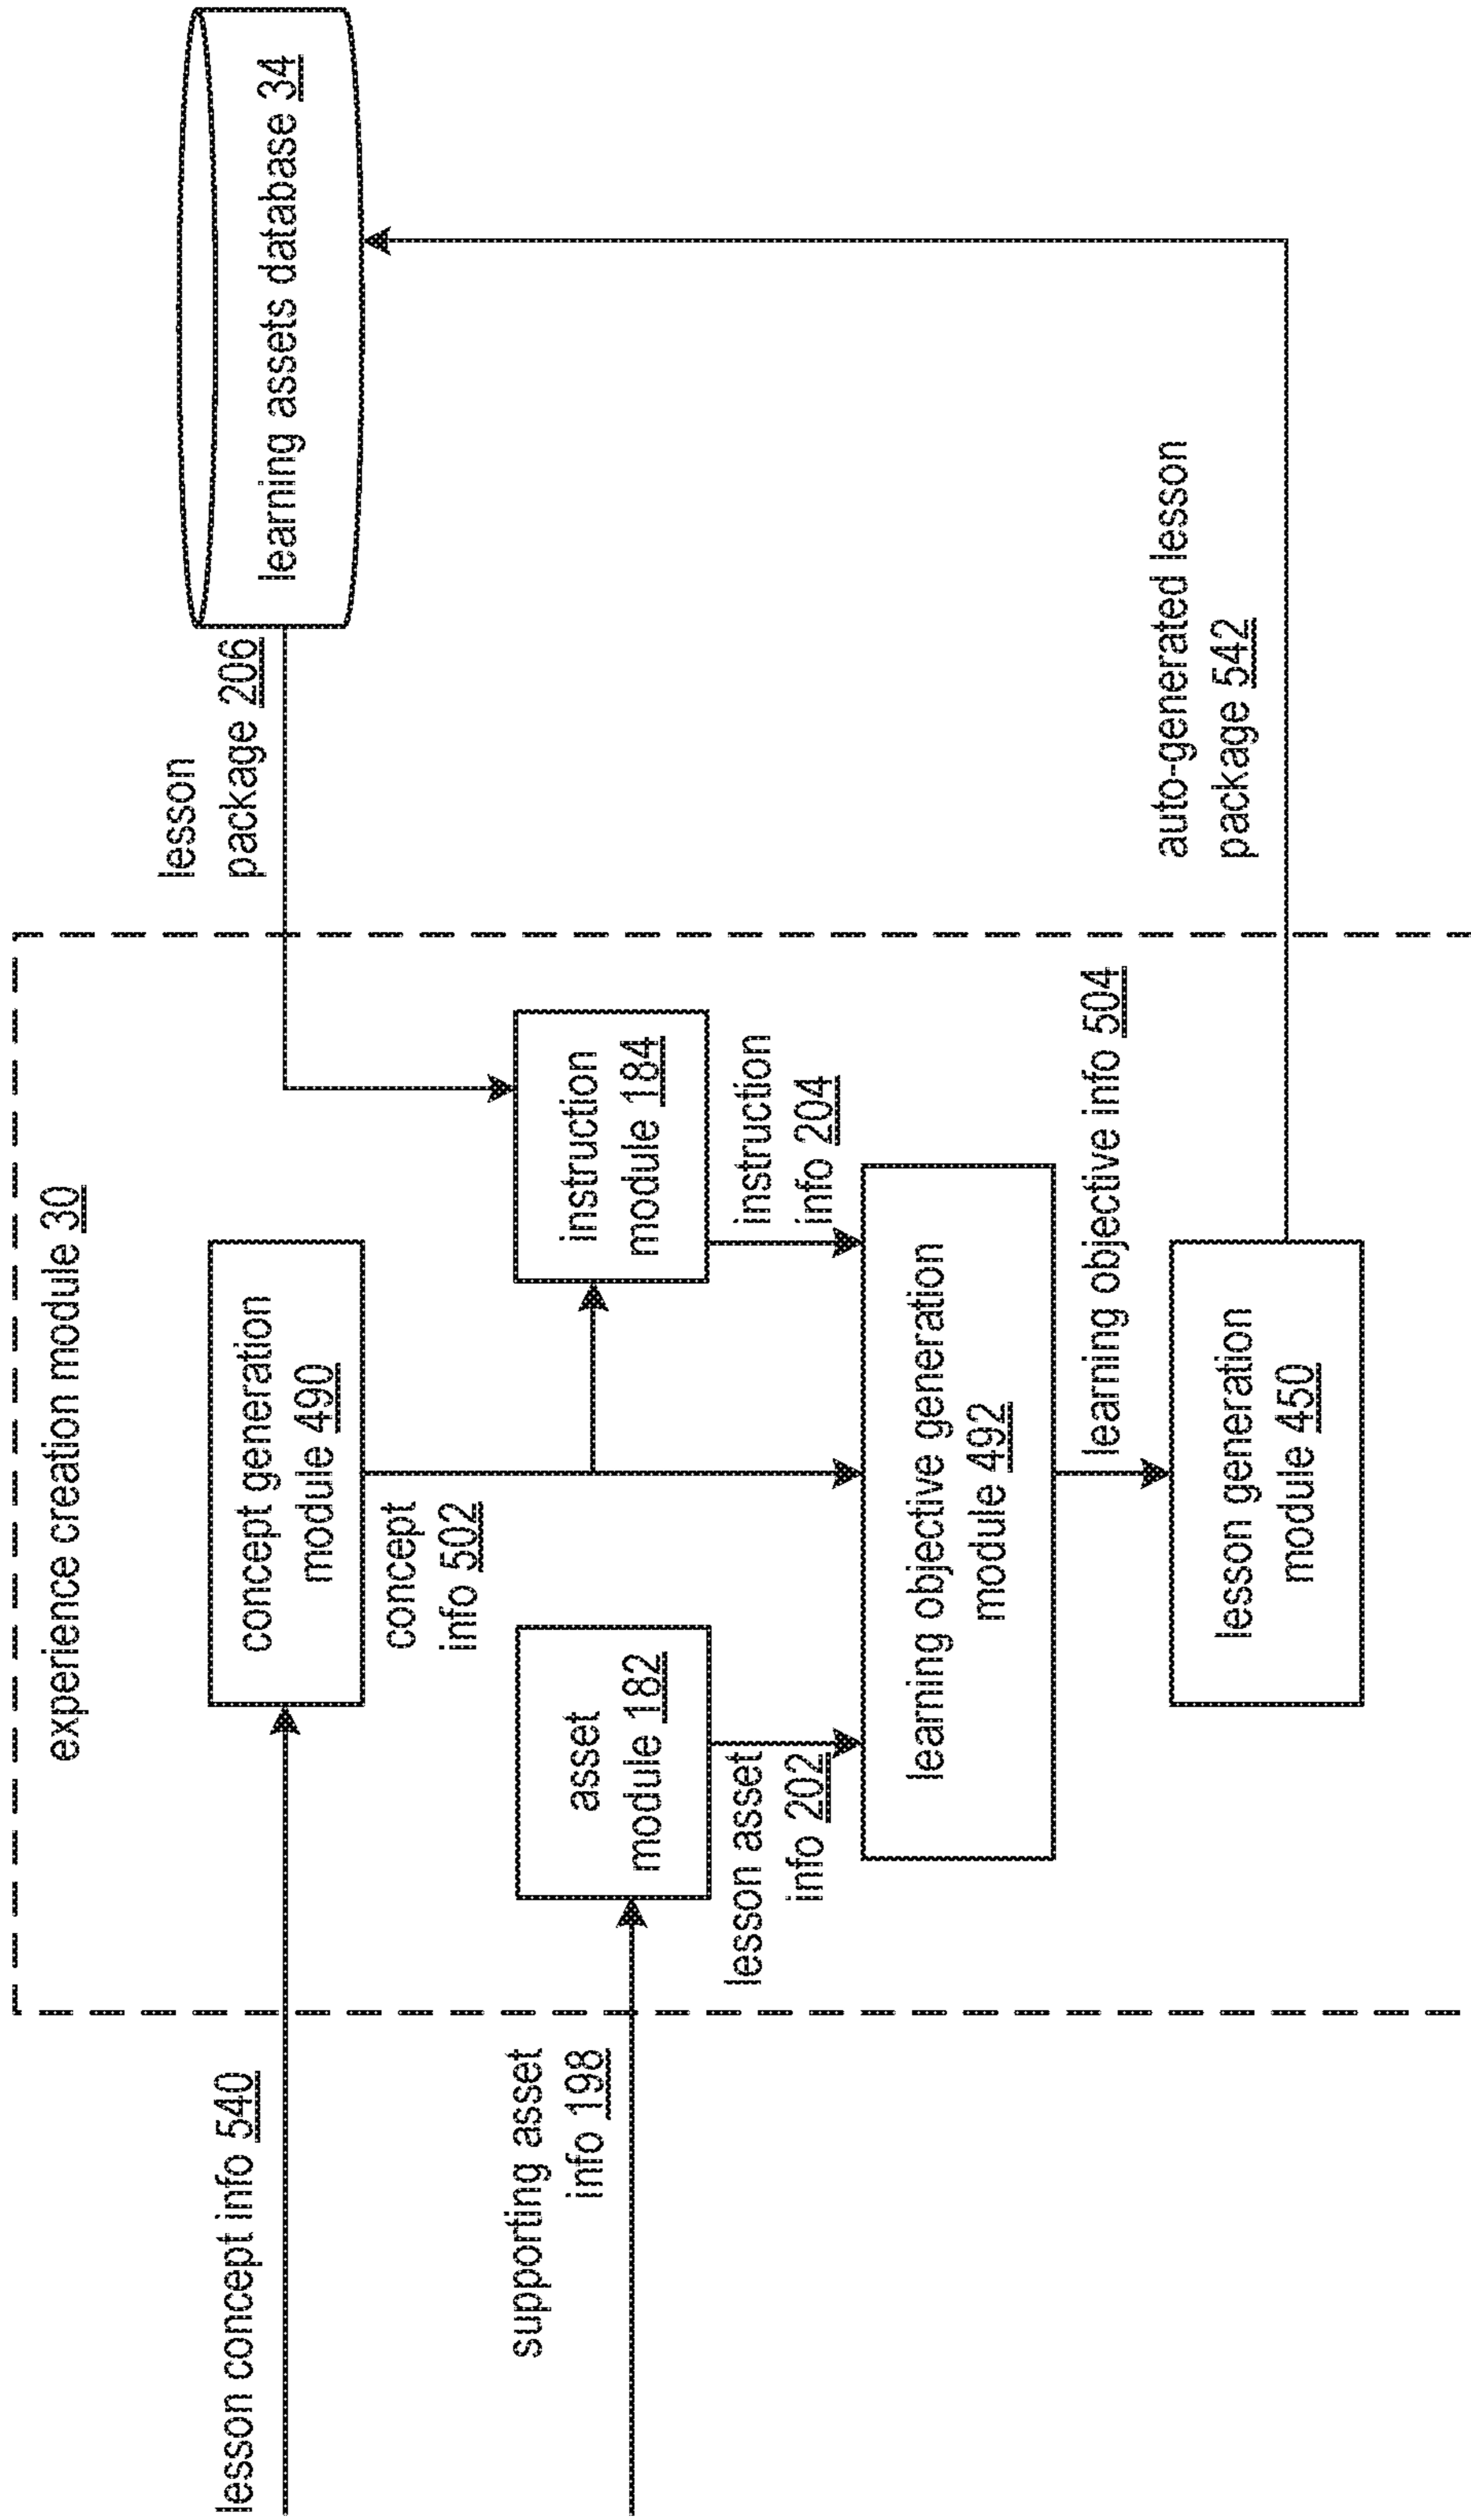 experience creation module 30
lesson concept info 540
concept generation
module 490
lesson
package 206
learning assets database 34
concept
info 502
supporting asset
info 198
asset
module 182
instruction
module 184
lesson asset
info 202
instruction
info 204
learning objective generation
module 492
learning objective info 504
auto-generated lesson
package 542
lesson generation
module 450